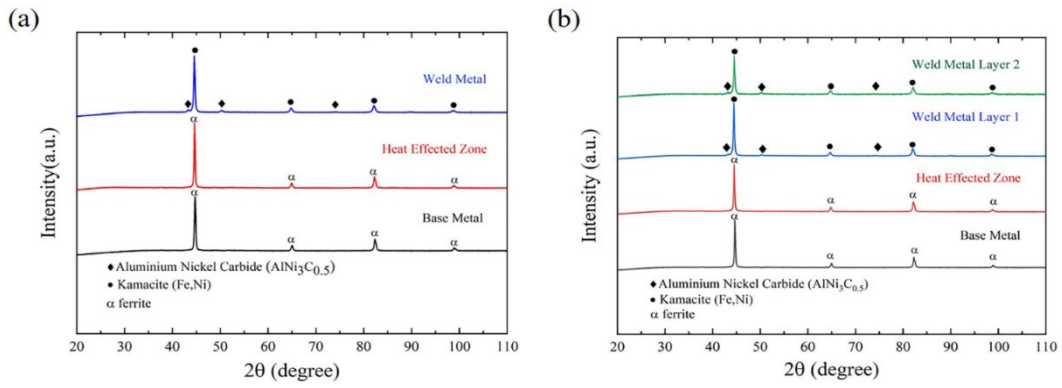 (a)
Intensity(a.u.)
Weld Metal
α
Heat Effected Zone
α
α
α
α
Base Metal
α
α
α
♦ Aluminium Nickel Carbide (AlNi₃C₀.₅)
● Kamacite (Fe,Ni)
α ferrite
20 30 40 50 60 70 80 90 100 110
2θ (degree)
(b)
Intensity (a.u.)
Weld Metal Layer 2
Weld Metal Layer 1
α
Heat Effected Zone
α
α
α
α
Base Metal
α
α
α
♦ Aluminium Nickel Carbide (AlNi₃C₀.₅)
● Kamacite (Fe,Ni)
α ferrite
20 30 40 50 60 70 80 90 100 110
2θ (degree)